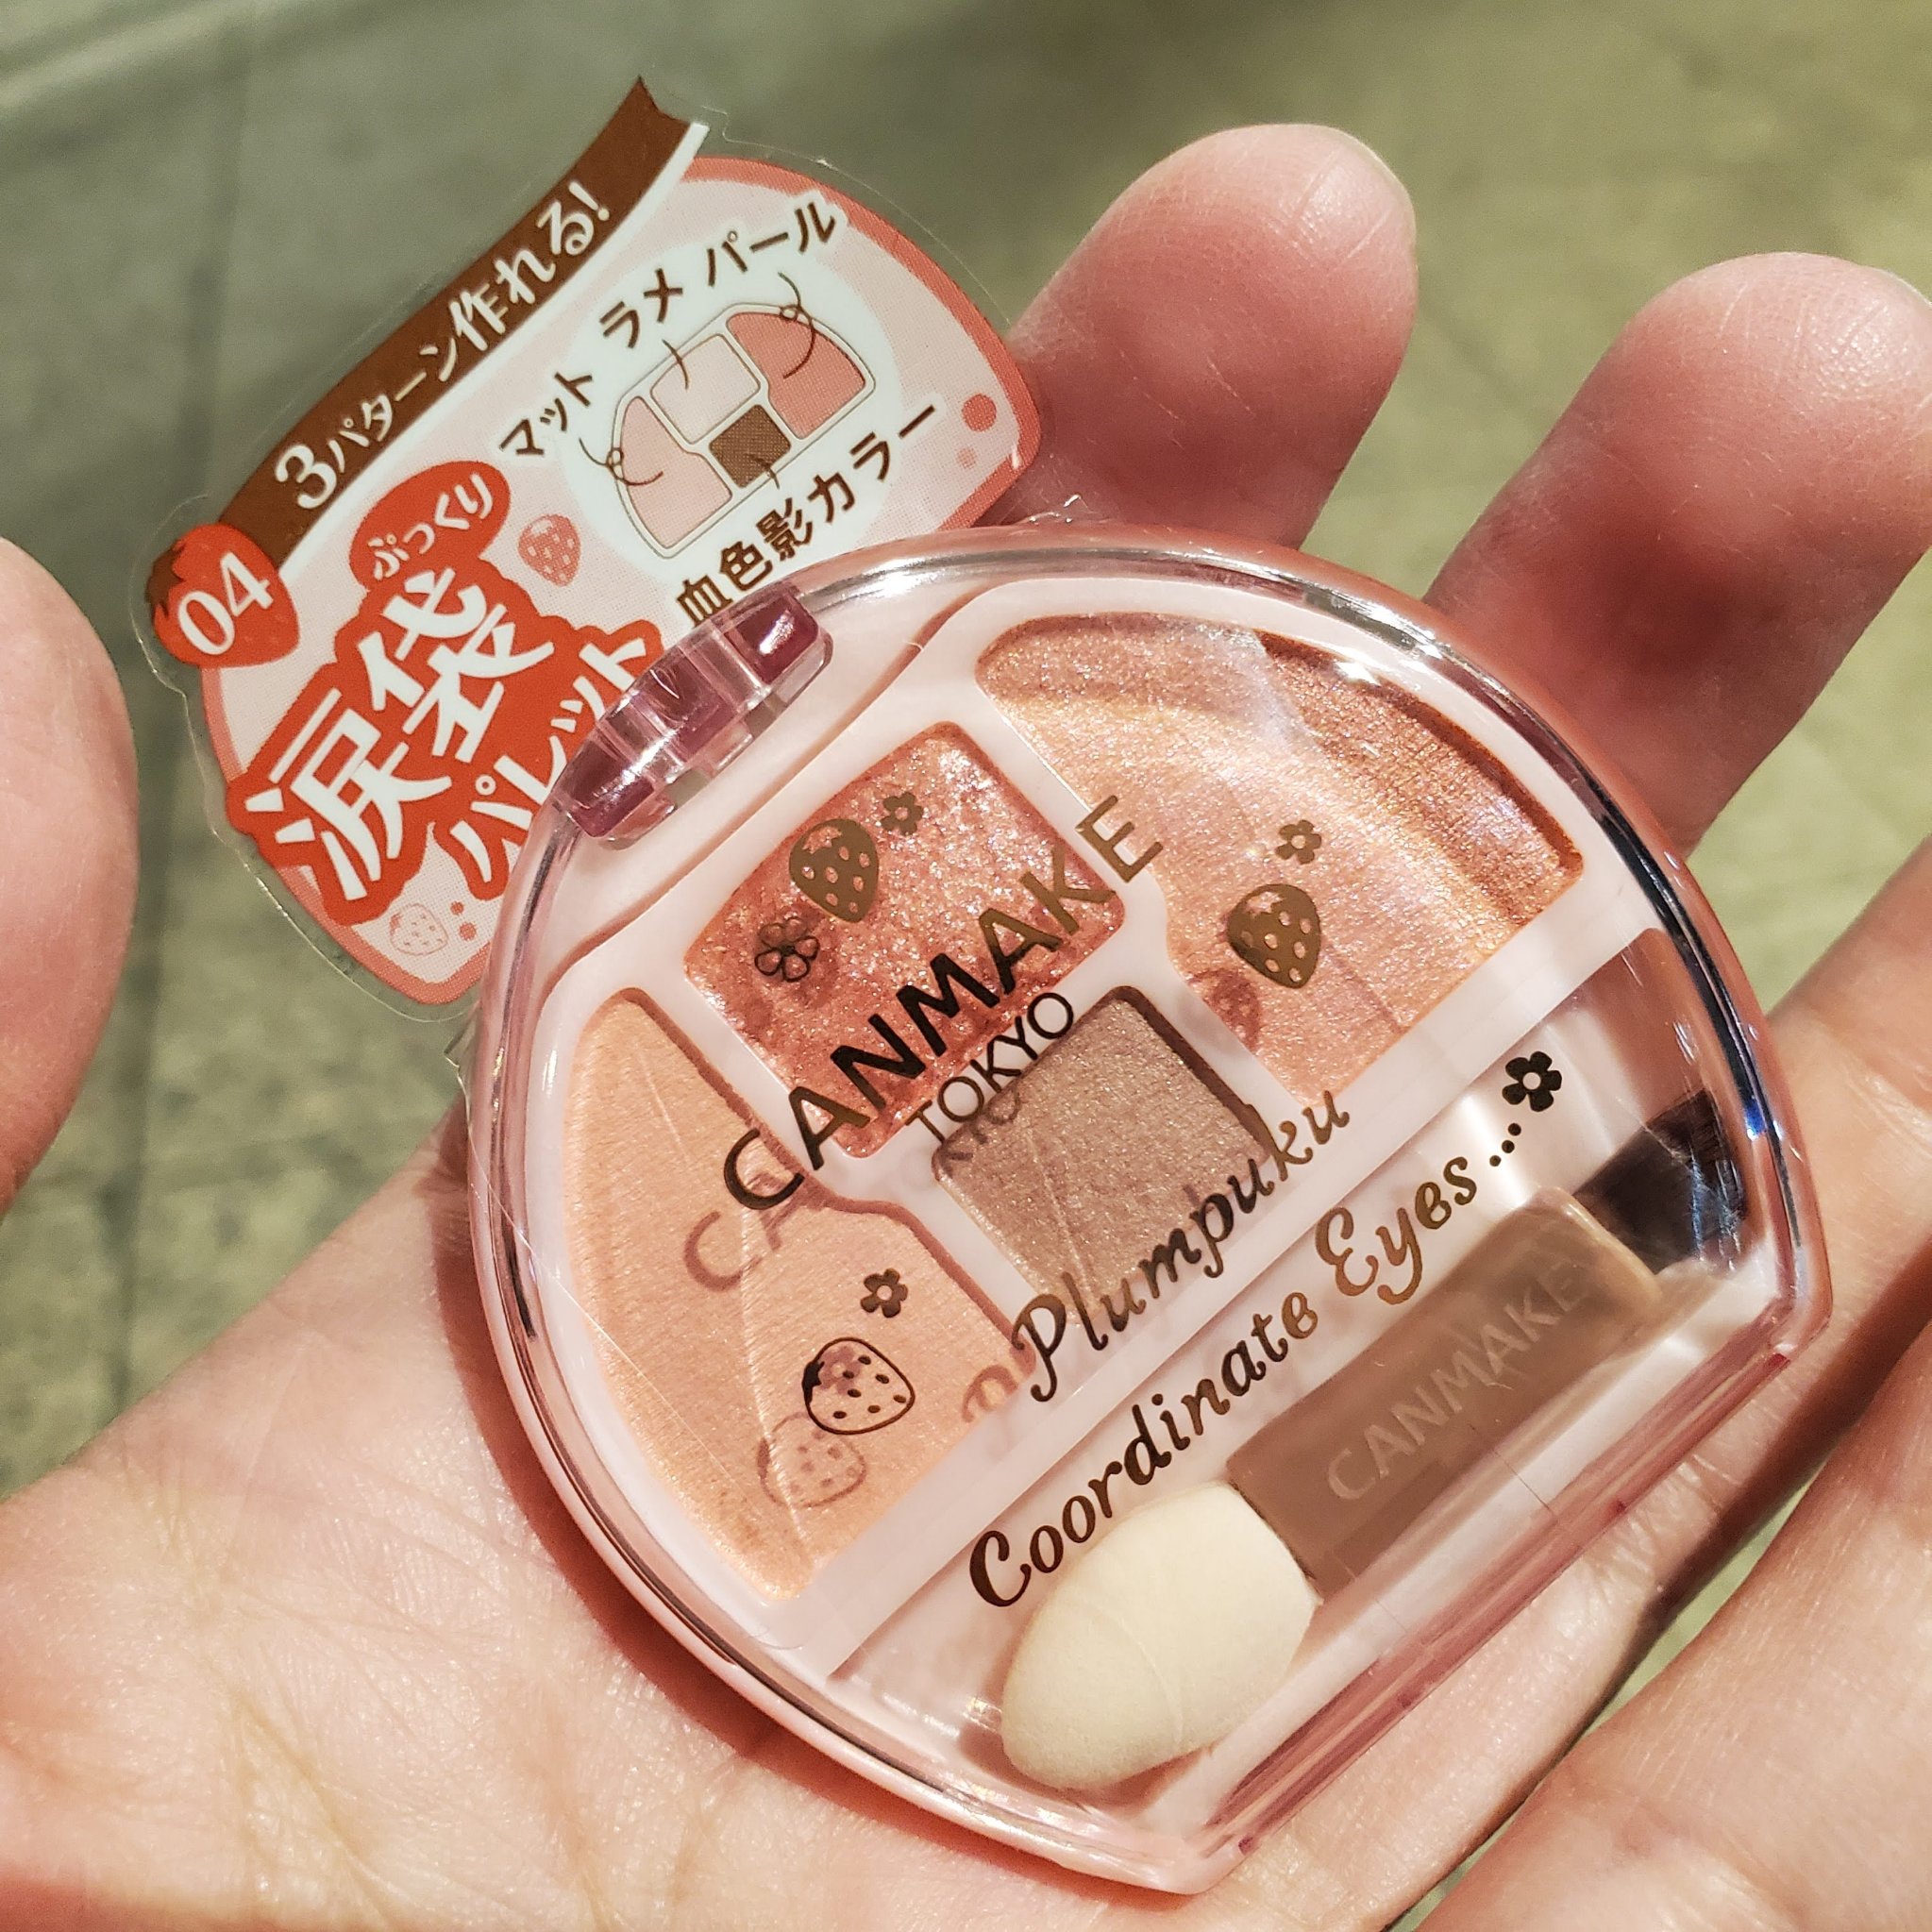 3パターン作れる!
マット ラメ パール
血色影カラー
04
ぷっくり
涙袋
パレット
CANMAKE
TOKYO
Plumpuku
Coordinate Eyes...
CANMAKE